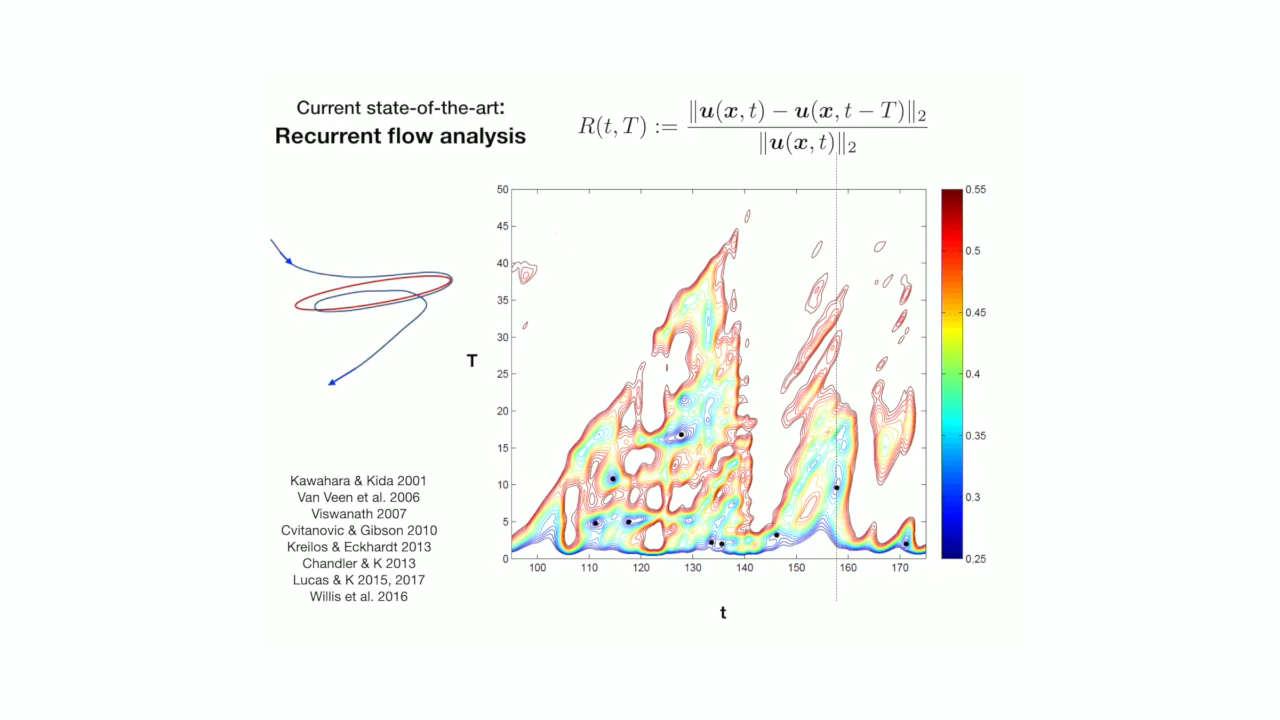 Current state-of-the-art:
Recurrent flow analysis
R(t, T) := ‖u(x, t) − u(x, t − T)‖₂ / ‖u(x, t)‖₂
50
45
40
35
30
25
20
15
10
5
0
T
100 110 120 130 140 150 160 170
t
0.55
0.5
0.45
0.4
0.35
0.3
0.25
Kawahara & Kida 2001
Van Veen et al. 2006
Viswanath 2007
Cvitanovic & Gibson 2010
Kreilos & Eckhardt 2013
Chandler & K 2013
Lucas & K 2015, 2017
Willis et al. 2016